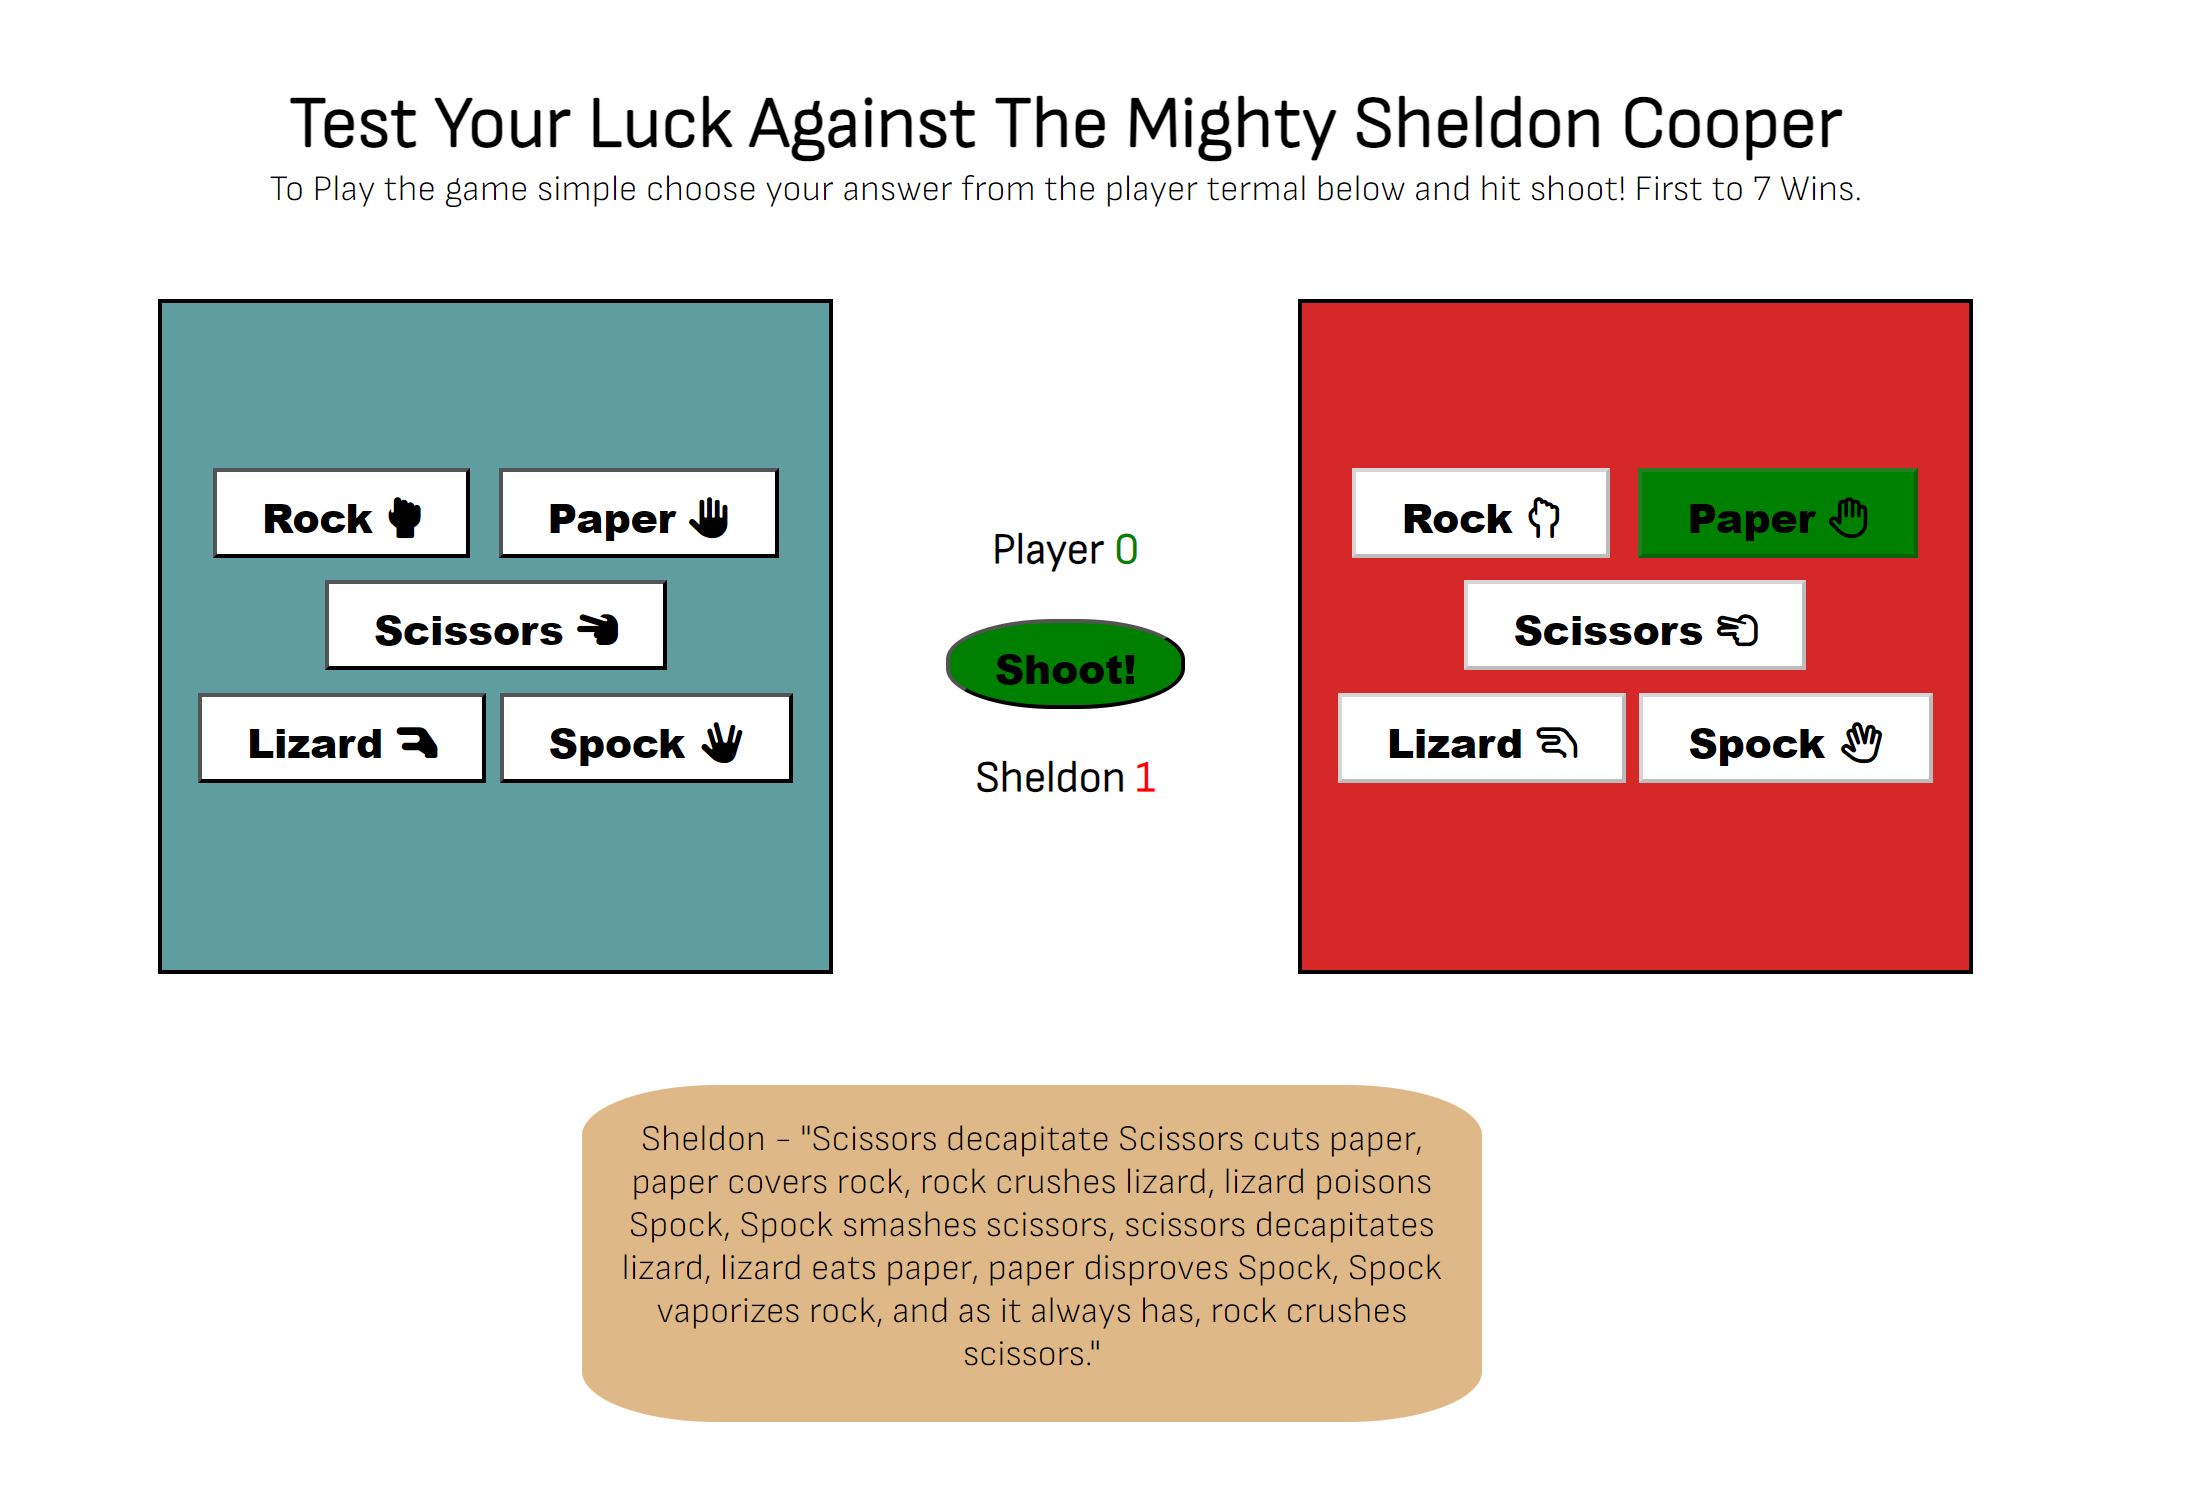 Test Your Luck Against The Mighty Sheldon Cooper
To Play the game simple choose your answer from the player termal below and hit shoot! First to 7 Wins.
Rock
Paper
Scissors
Lizard
Spock
Player 0
Shoot!
Sheldon 1
Rock
Paper
Scissors
Lizard
Spock
Sheldon - "Scissors decapitate Scissors cuts paper,
paper covers rock, rock crushes lizard, lizard poisons
Spock, Spock smashes scissors, scissors decapitates
lizard, lizard eats paper, paper disproves Spock, Spock
vaporizes rock, and as it always has, rock crushes
scissors."